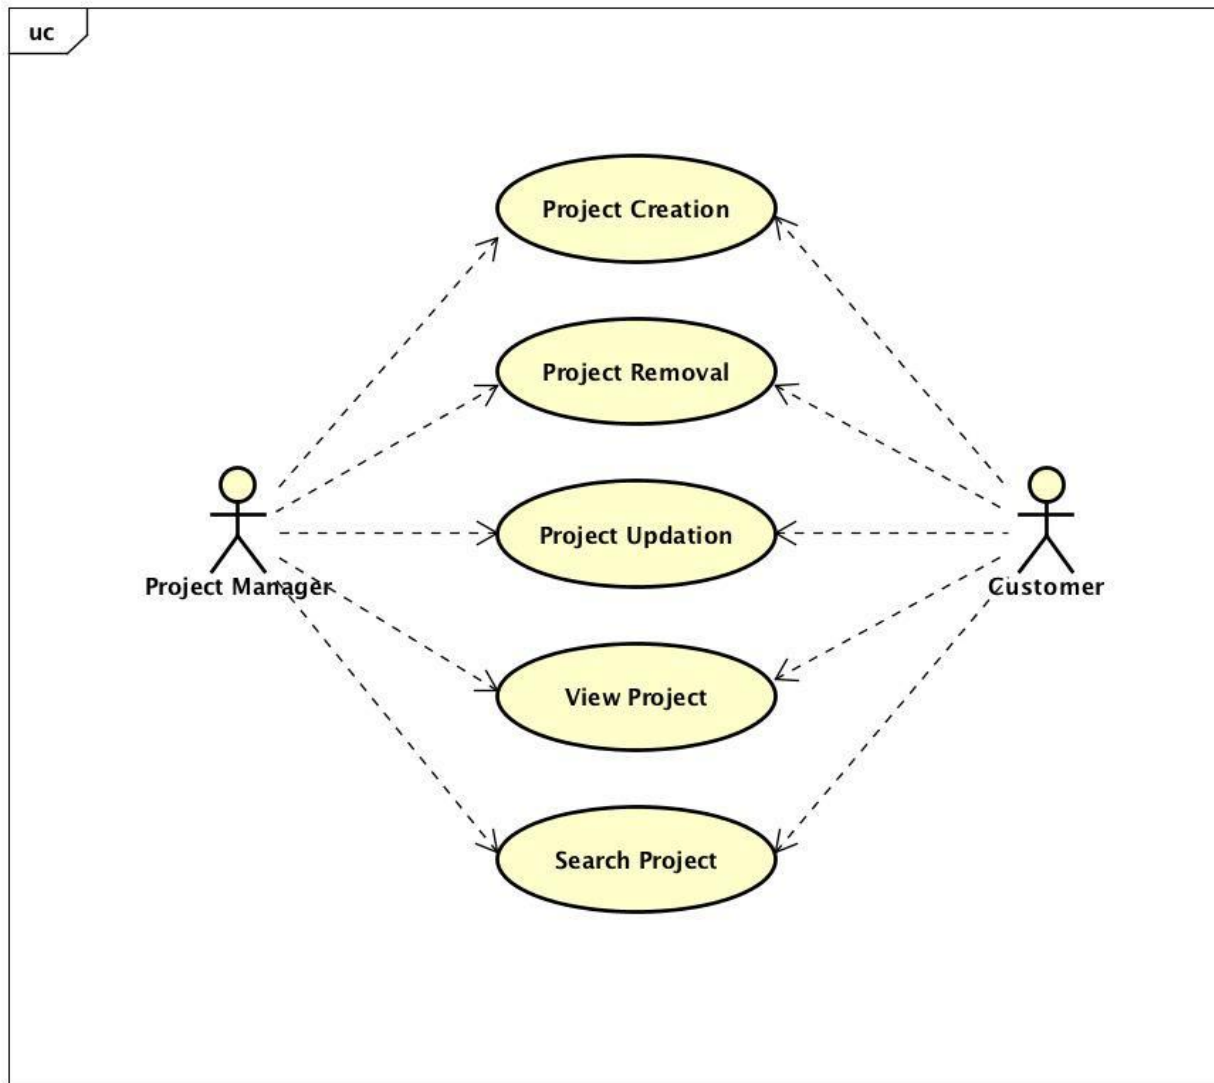 uc
Project Creation
Project Removal
Project Updation
Project Manager
Customer
View Project
Search Project